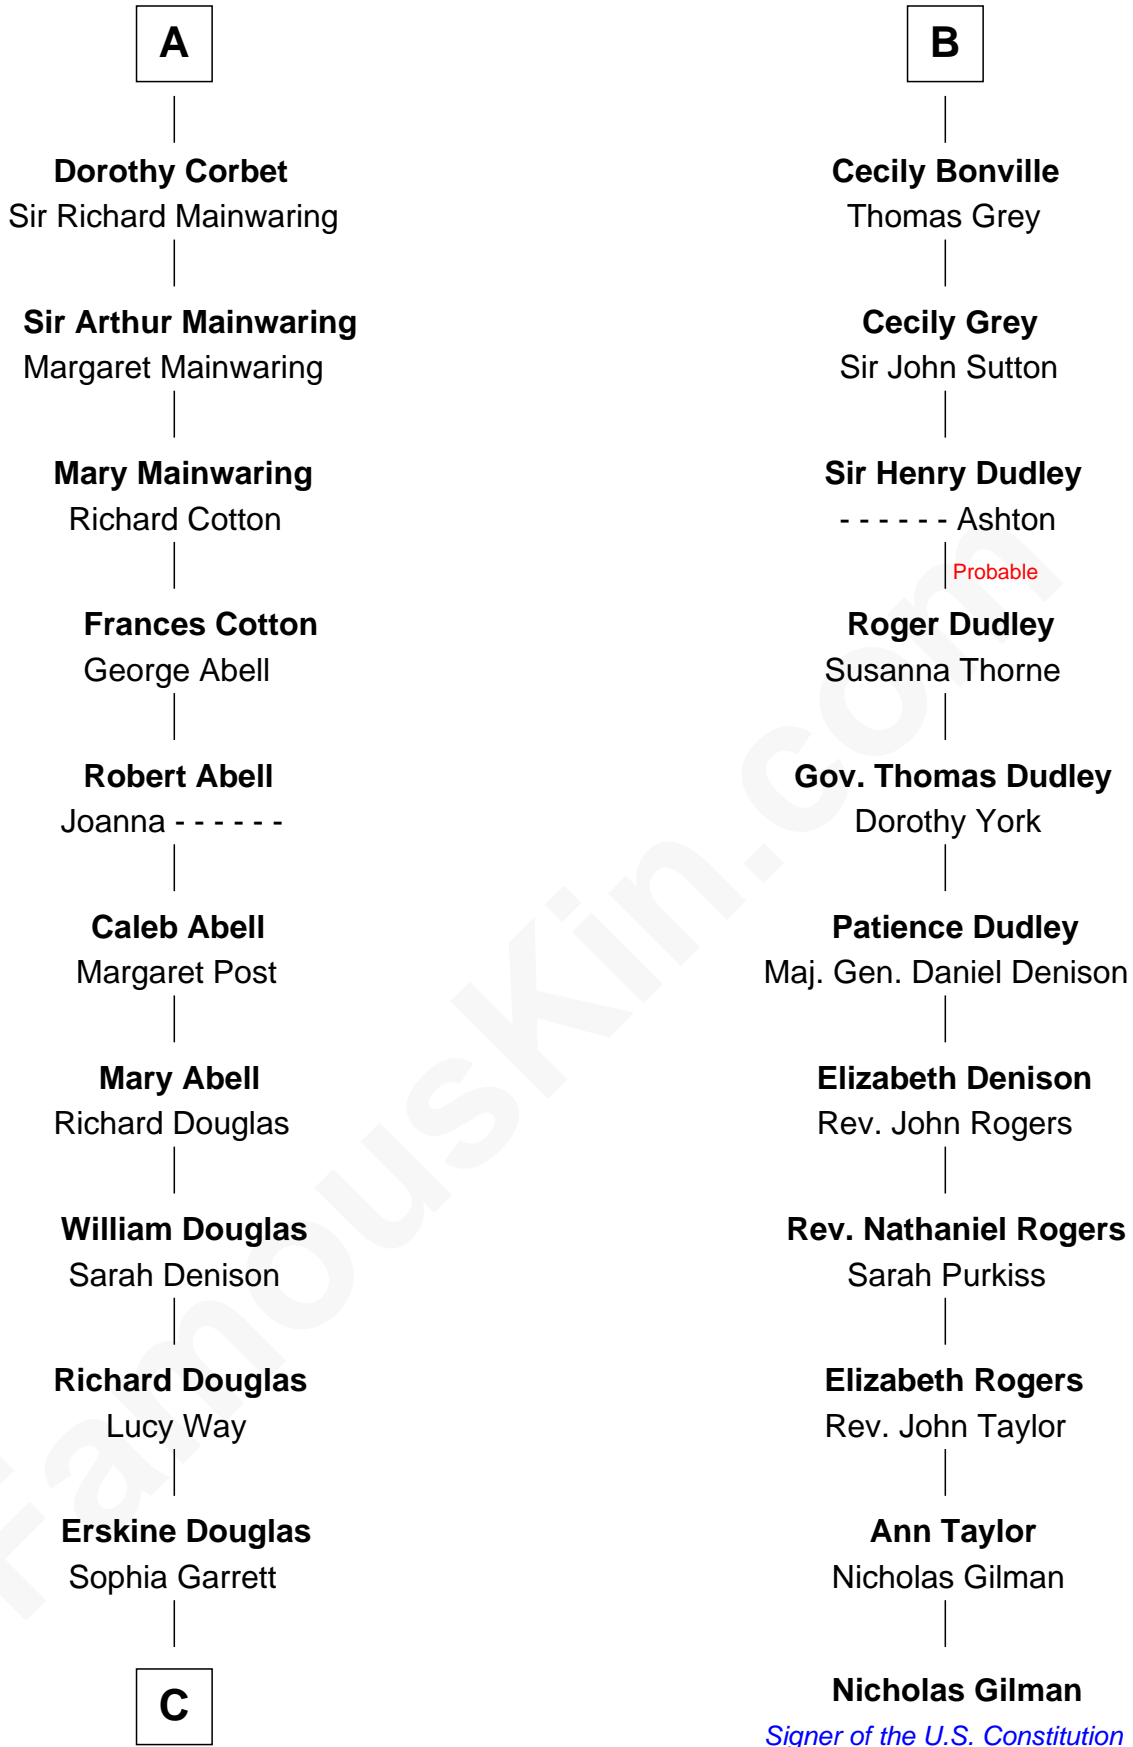 A
Dorothy Corbet
Sir Richard Mainwaring
Sir Arthur Mainwaring
Margaret Mainwaring
Mary Mainwaring
Richard Cotton
Frances Cotton
George Abell
Robert Abell
Joanna - - - - - -
Caleb Abell
Margaret Post
Mary Abell
Richard Douglas
William Douglas
Sarah Denison
Richard Douglas
Lucy Way
Erskine Douglas
Sophia Garrett
C
B
Cecily Bonville
Thomas Grey
Cecily Grey
Sir John Sutton
Sir Henry Dudley
- - - - - - Ashton
Probable
Roger Dudley
Susanna Thorne
Gov. Thomas Dudley
Dorothy York
Patience Dudley
Maj. Gen. Daniel Denison
Elizabeth Denison
Rev. John Rogers
Rev. Nathaniel Rogers
Sarah Purkiss
Elizabeth Rogers
Rev. John Taylor
Ann Taylor
Nicholas Gilman
Nicholas Gilman
Signer of the U.S. Constitution
FamousKin.com